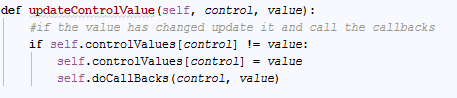 def updateControlValue(self, control, value):
    #if the value has changed update it and call the callbacks
    if self.controlValues[control] != value:
        self.controlValues[control] = value
        self.doCallBacks(control, value)